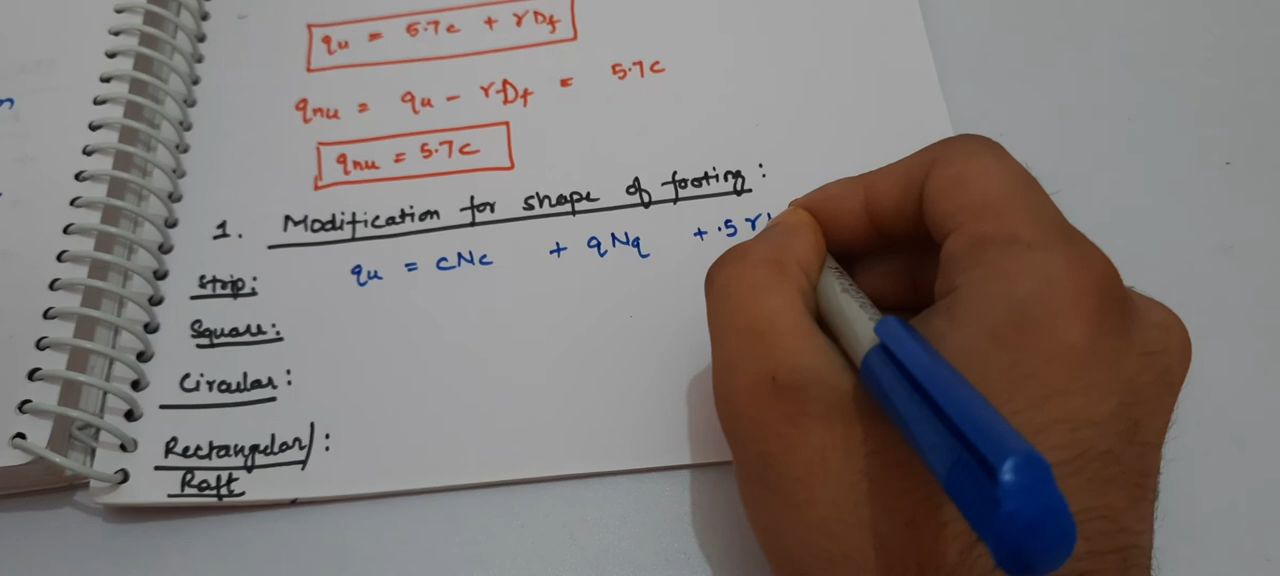 qu = 5.7c + γDf
qnu = qu - γDf = 5.7c
qnu = 5.7c
1. Modification for shape of footing:
Strip: qu = cNc + qNq + .5γ
Square:
Circular:
Rectangular/:
Raft